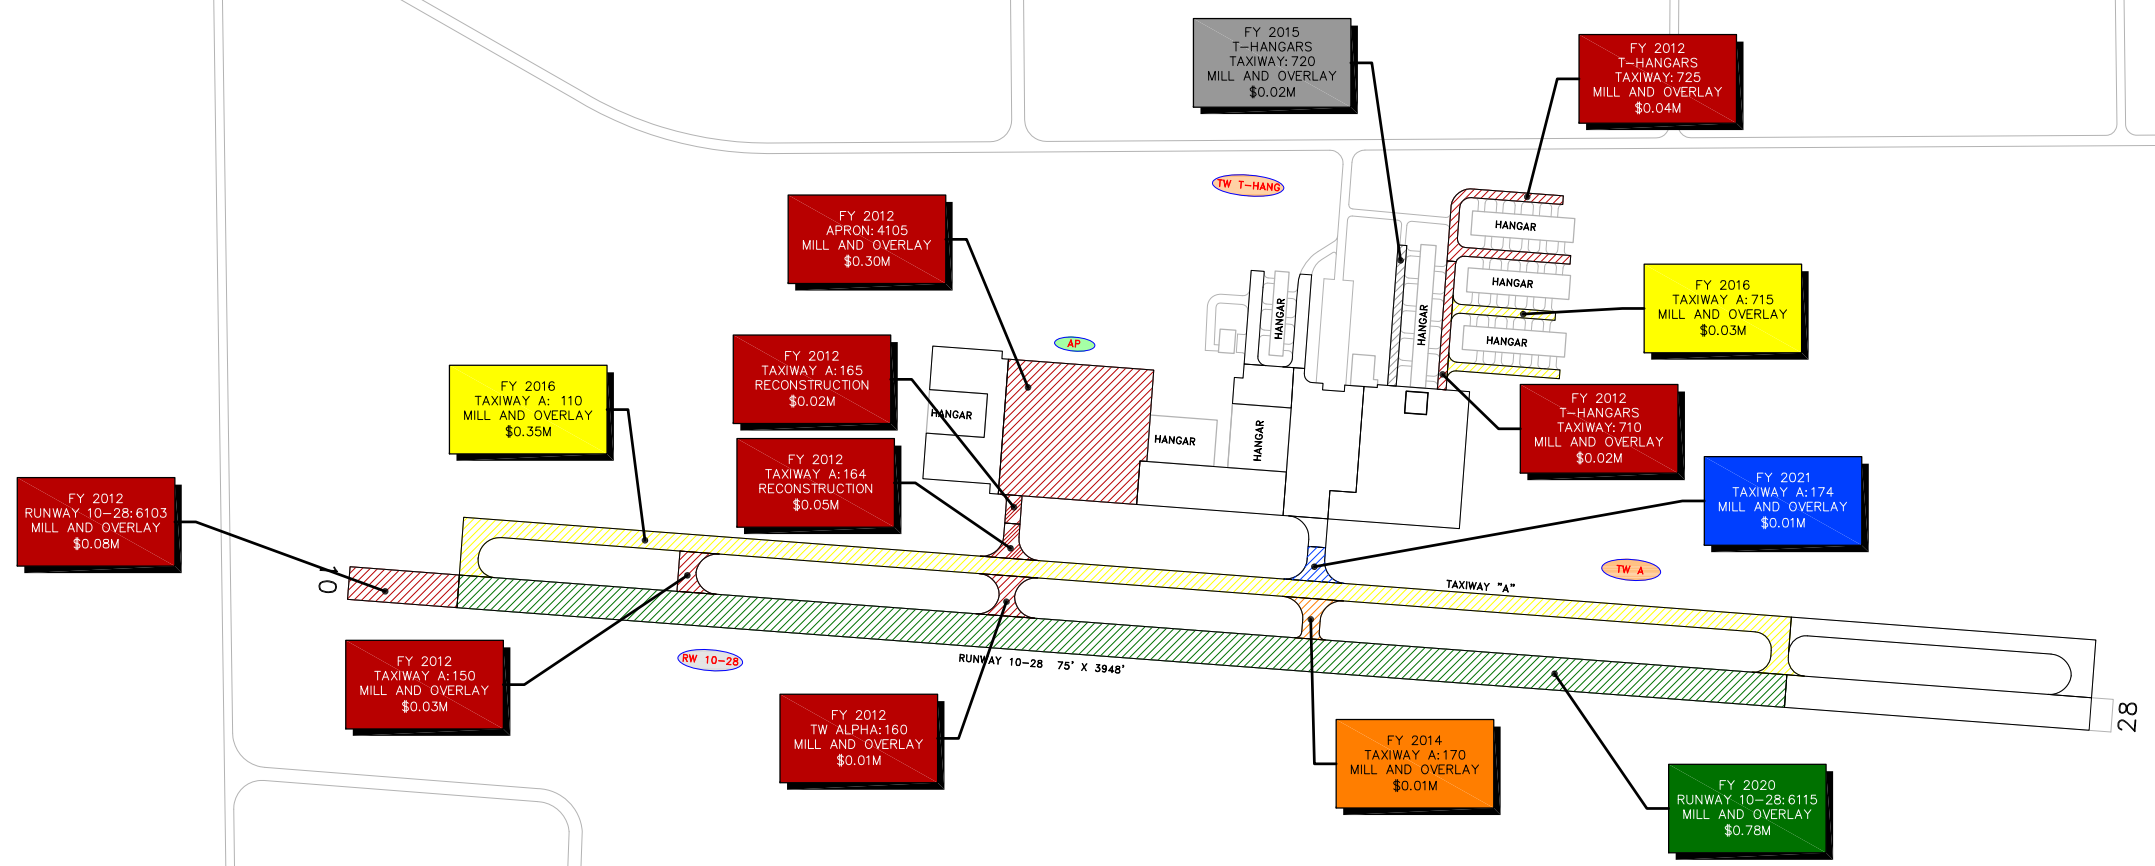 FY 2015
T-HANGARS
TAXIWAY: 720
MILL AND OVERLAY
$0.02M
FY 2012
T-HANGARS
TAXIWAY: 725
MILL AND OVERLAY
$0.04M
TW T-HANG
FY 2012
APRON: 4105
MILL AND OVERLAY
$0.30M
HANGAR
HANGAR
HANGAR
HANGAR
HANGAR
FY 2016
TAXIWAY A: 715
MILL AND OVERLAY
$0.03M
AP
FY 2012
TAXIWAY A: 165
RECONSTRUCTION
$0.02M
FY 2016
TAXIWAY A: 110
MILL AND OVERLAY
$0.35M
HANGAR
HANGAR
HANGAR
FY 2012
T-HANGARS
TAXIWAY: 710
MILL AND OVERLAY
$0.02M
FY 2012
TAXIWAY A: 164
RECONSTRUCTION
$0.05M
FY 2021
TAXIWAY A: 174
MILL AND OVERLAY
$0.01M
FY 2012
RUNWAY 10-28: 6103
MILL AND OVERLAY
$0.08M
10
TW A
TAXIWAY "A"
RW 10-28
RUNWAY 10-28 75' X 3948'
FY 2012
TAXIWAY A: 150
MILL AND OVERLAY
$0.03M
FY 2012
TW ALPHA: 160
MILL AND OVERLAY
$0.01M
FY 2014
TAXIWAY A: 170
MILL AND OVERLAY
$0.01M
28
FY 2020
RUNWAY 10-28: 6115
MILL AND OVERLAY
$0.78M